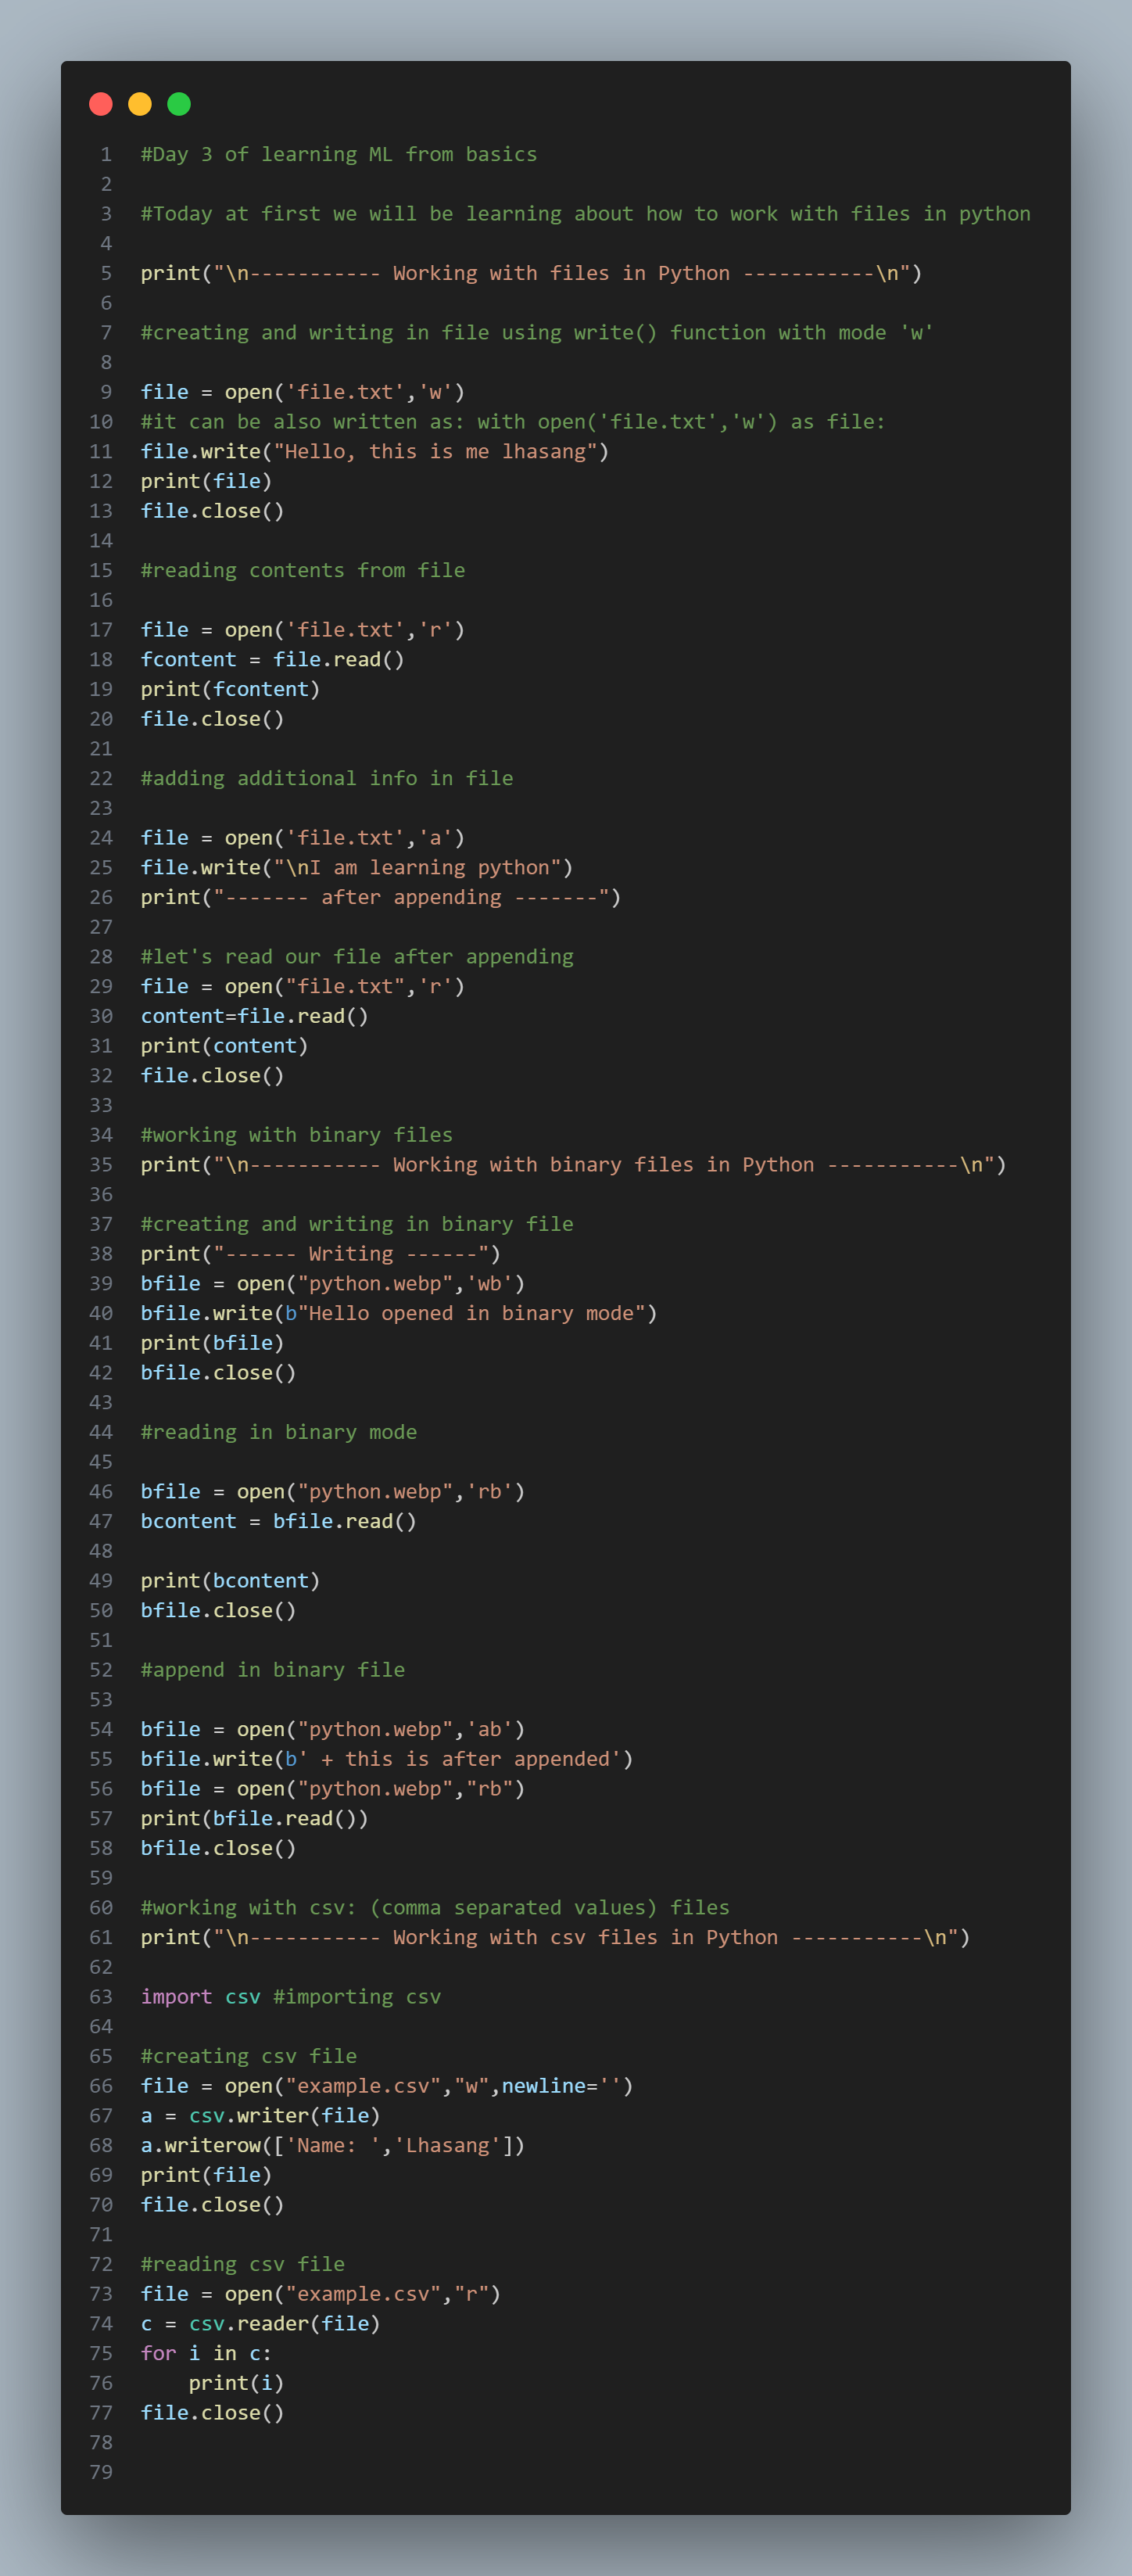 1 #Day 3 of learning ML from basics
2
3 #Today at first we will be learning about how to work with files in python
4
5 print("\n----------- Working with files in Python -----------\n")
6
7 #creating and writing in file using write() function with mode 'w'
8
9 file = open('file.txt','w')
10 #it can be also written as: with open('file.txt','w') as file:
11 file.write("Hello, this is me lhasang")
12 print(file)
13 file.close()
14
15 #reading contents from file
16
17 file = open('file.txt','r')
18 fcontent = file.read()
19 print(fcontent)
20 file.close()
21
22 #adding additional info in file
23
24 file = open('file.txt','a')
25 file.write("\nI am learning python")
26 print("------- after appending -------")
27
28 #let's read our file after appending
29 file = open("file.txt",'r')
30 content=file.read()
31 print(content)
32 file.close()
33
34 #working with binary files
35 print("\n----------- Working with binary files in Python -----------\n")
36
37 #creating and writing in binary file
38 print("------ Writing ------")
39 bfile = open("python.webp",'wb')
40 bfile.write(b"Hello opened in binary mode")
41 print(bfile)
42 bfile.close()
43
44 #reading in binary mode
45
46 bfile = open("python.webp",'rb')
47 bcontent = bfile.read()
48
49 print(bcontent)
50 bfile.close()
51
52 #append in binary file
53
54 bfile = open("python.webp",'ab')
55 bfile.write(b' + this is after appended')
56 bfile = open("python.webp","rb")
57 print(bfile.read())
58 bfile.close()
59
60 #working with csv: (comma separated values) files
61 print("\n----------- Working with csv files in Python -----------\n")
62
63 import csv #importing csv
64
65 #creating csv file
66 file = open("example.csv","w",newline='')
67 a = csv.writer(file)
68 a.writerow(['Name: ','Lhasang'])
69 print(file)
70 file.close()
71
72 #reading csv file
73 file = open("example.csv","r")
74 c = csv.reader(file)
75 for i in c:
76     print(i)
77 file.close()
78
79